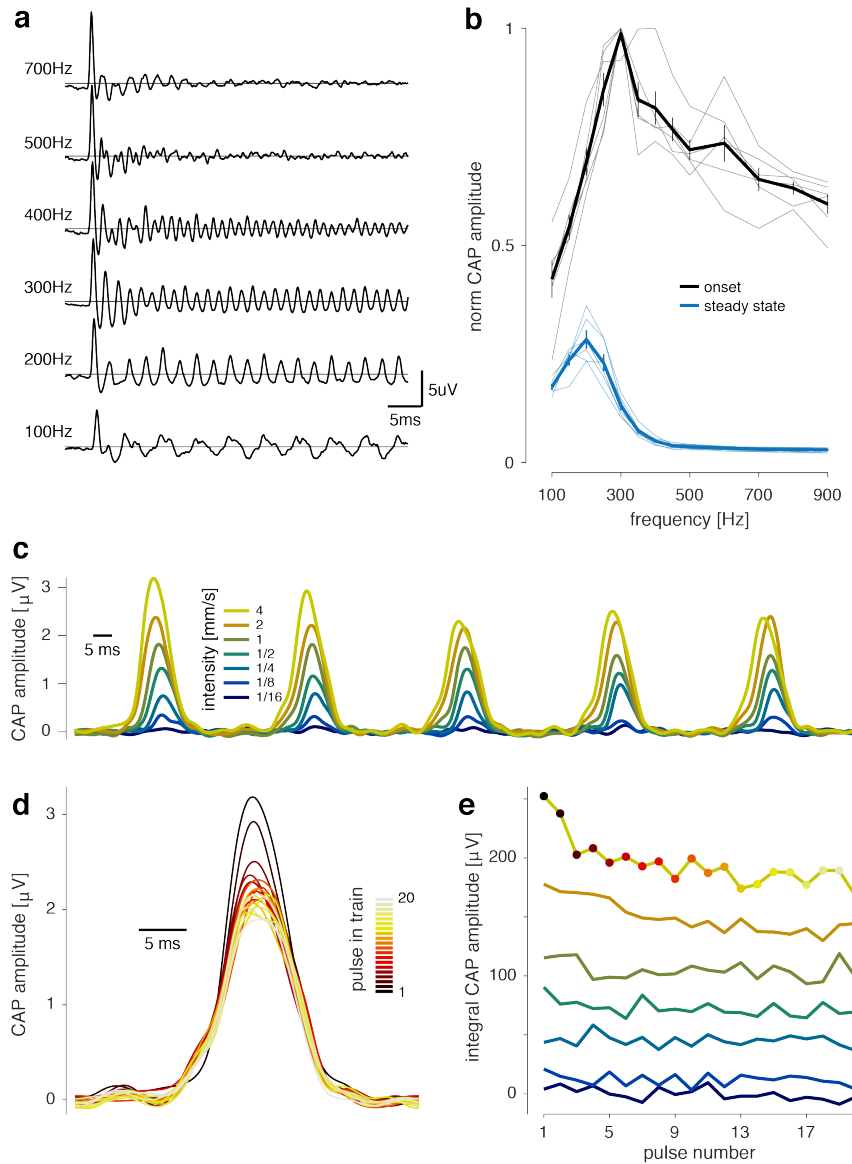 a
700Hz
500Hz
400Hz
300Hz
200Hz
100Hz
5uV
5ms
b
norm CAP amplitude
1
0.5
0
onset
steady state
100 300 500 700 900
frequency [Hz]
c
CAP amplitude [μV]
3
2
1
0
5 ms
intensity [mm/s]
4
2
1
1/2
1/4
1/8
1/16
d
CAP amplitude [μV]
3
2
1
0
5 ms
pulse in train
20
1
e
integral CAP amplitude [μV]
200
100
0
1 5 9 13 17
pulse number